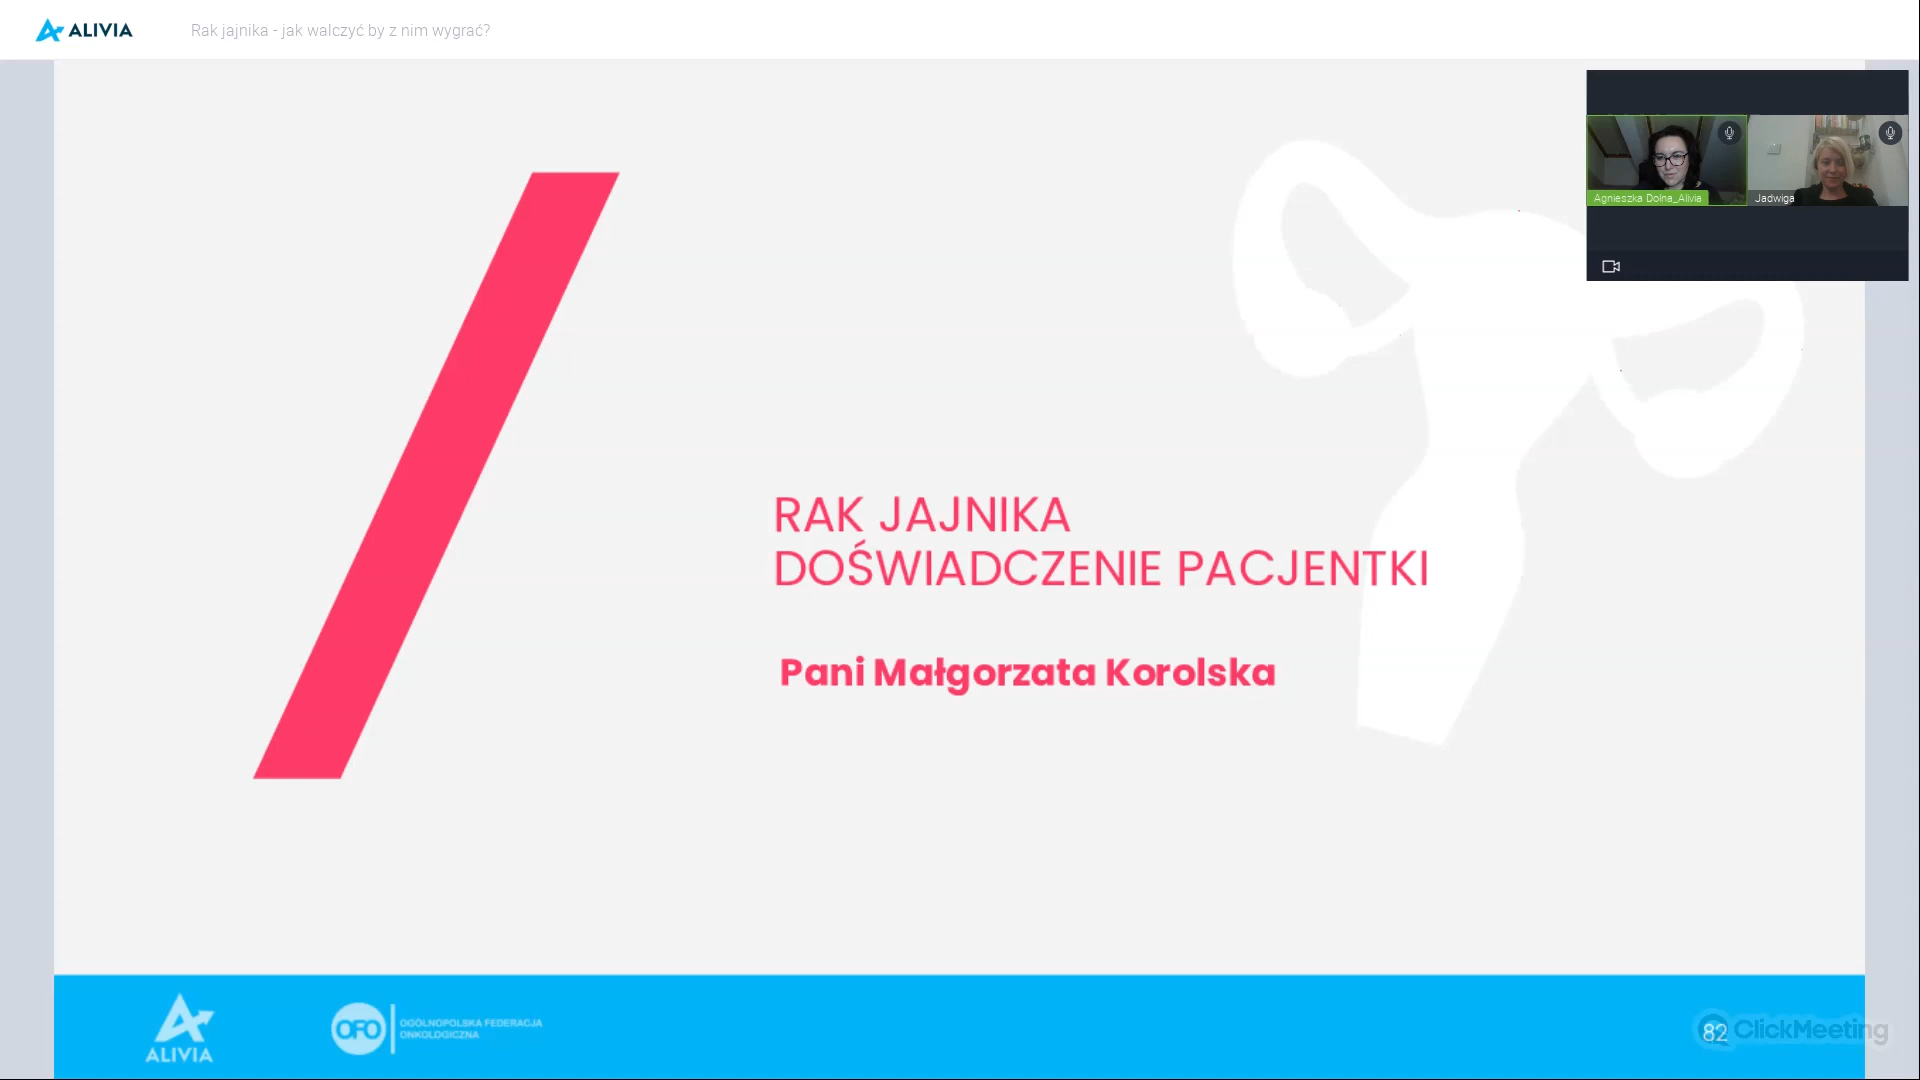 ALIVIA
Rak jajnika - jak walczyć by z nim wygrać?
Agnieszka Dolna_Alivia
Jadwiga
RAK JAJNIKA
DOŚWIADCZENIE PACJENTKI
Pani Małgorzata Korolska
ALIVIA
OFO
OGÓLNOPOLSKA FEDERACJA
ONKOLOGICZNA
82
ClickMeeting